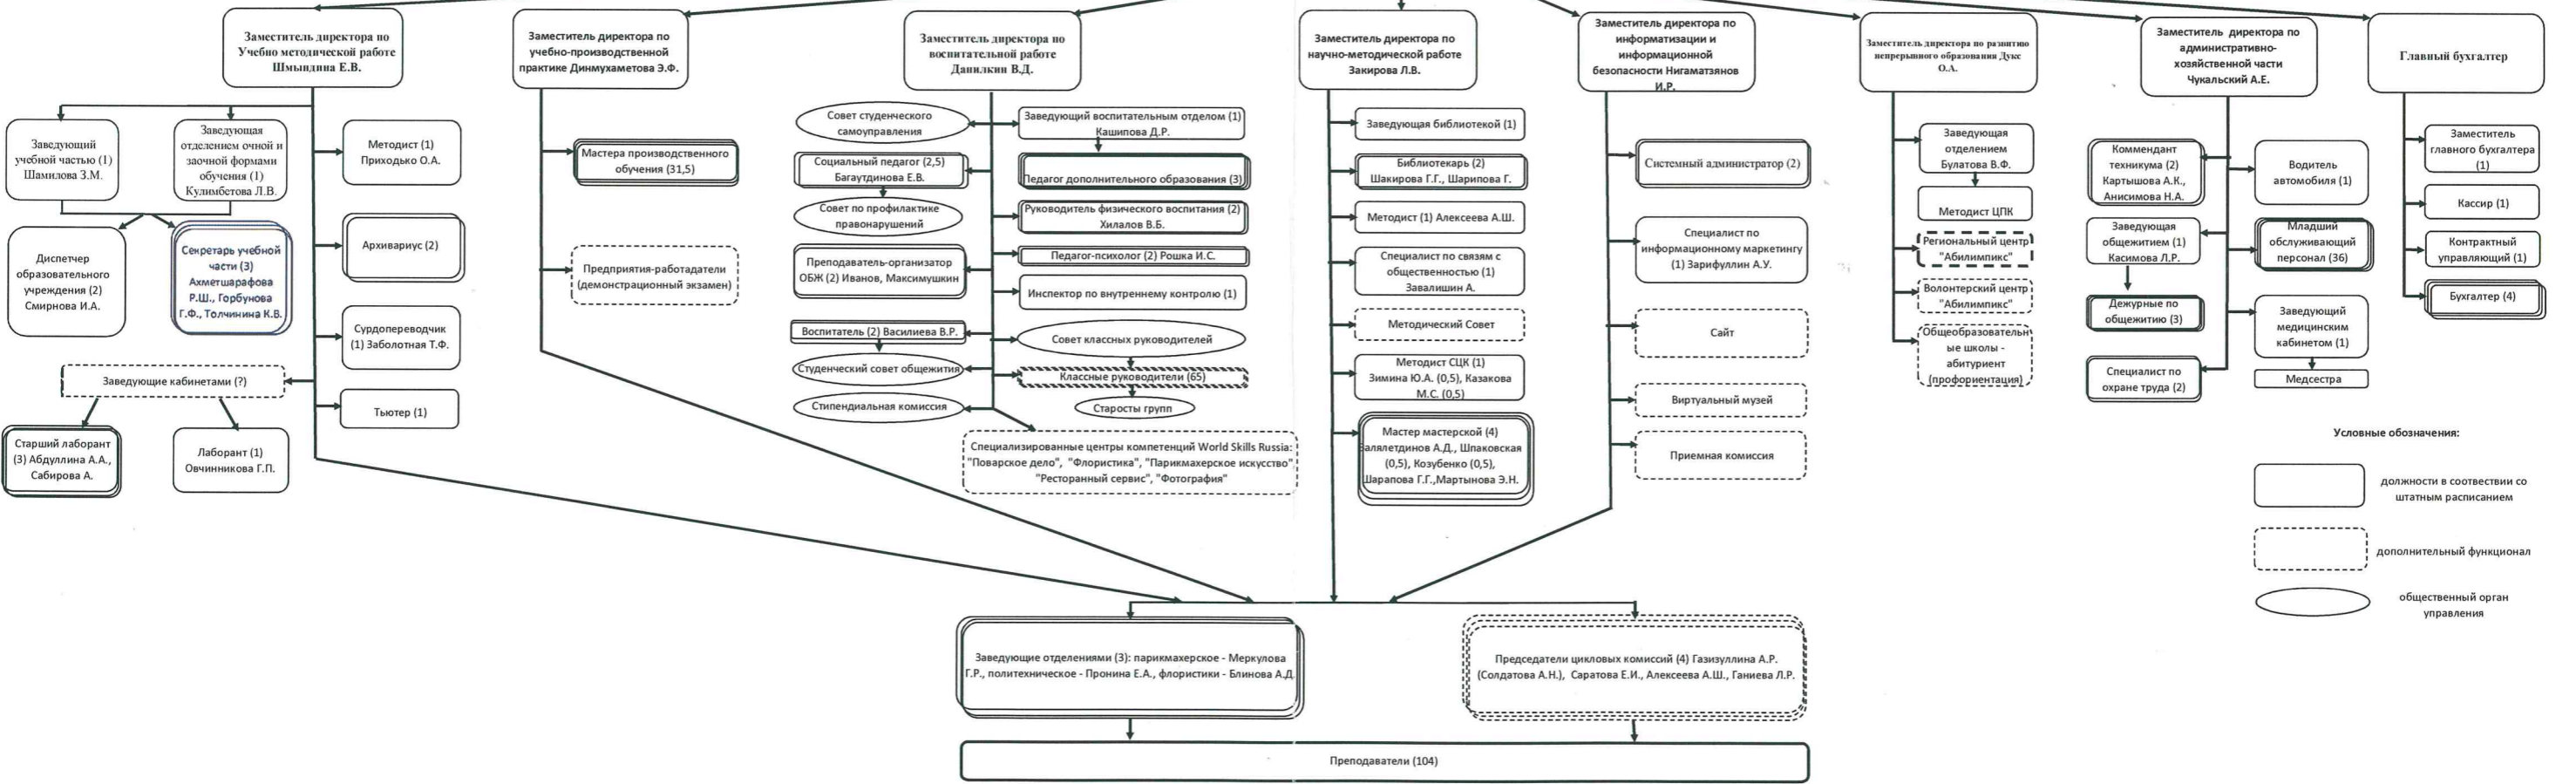 Заместитель директора по
Учебно методической работе
Шмындина Е.В.
Заместитель директора по
учебно-производственной
практике Динмухаметова Э.Ф.
Заместитель директора по
воспитательной работе
Данилкин В.Д.
Заместитель директора по
научно-методической работе
Закирова Л.В.
Заместитель директора по
информатизации и
информационной
безопасности Нигаматзянов
И.Р.
Заместитель директора по развитию
непрерывного образования Дукс
О.А.
Заместитель директора по
административно-
хозяйственной части
Чукальский А.Е.
Главный бухгалтер
Заведующий
учебной частью (1)
Шамилова З.М.
Заведующая
отделением очной и
заочной формами
обучения (1)
Кулимбетова Л.В.
Методист (1)
Приходько О.А.
Диспетчер
образовательного
учреждения (2)
Смирнова И.А.
Секретарь учебной
части (3)
Ахметшарафова
Р.Ш., Горбунова
Г.Ф., Толчинина К.В.
Архивариус (2)
Сурдопереводчик
(1) Заболотная Т.Ф.
Заведующие кабинетами (?)
Тьютер (1)
Старший лаборант
(3) Абдуллина А.А.,
Сабирова А.
Лаборант (1)
Овчинникова Г.П.
Мастера производственного
обучения (31,5)
Предприятия-работадатели
(демонстрационный экзамен)
Совет студенческого
самоуправления
Социальный педагог (2,5)
Багаутдинова Е.В.
Совет по профилактике
правонарушений
Преподаватель-организатор
ОБЖ (2) Иванов, Максимушкин
Воспитатель (2) Василиева В.Р.
Студенческий совет общежития
Стипендиальная комиссия
Заведующий воспитательным отделом (1)
Кашипова Д.Р.
Педагог дополнительного образования (3)
Руководитель физического воспитания (2)
Хилалов В.Б.
Педагог-психолог (2) Рошка И.С.
Инспектор по внутреннему контролю (1)
Совет классных руководителей
Классные руководители (65)
Старосты групп
Специализированные центры компетенций World Skills Russia:
"Поварское дело", "Флористика", "Парикмахерское искусство"
"Ресторанный сервис", "Фотография"
Заведующая библиотекой (1)
Библиотекарь (2)
Шакирова Г.Г., Шарипова Г.
Методист (1) Алексеева А.Ш.
Специалист по связям с
общественностью (1)
Завалишин А.
Методический Совет
Методист СЦК (1)
Зимина Ю.А. (0,5), Казакова
М.С. (0,5)
Мастер мастерской (4)
Валялетдинов А.Д., Шпаковская
(0,5), Козубенко (0,5),
Шарапова Г.Г.,Мартынова Э.Н.
Системный администратор (2)
Специалист по
информационному маркетингу
(1) Зарифуллин А.У.
Сайт
Виртуальный музей
Приемная комиссия
Заведующая
отделением
Булатова В.Ф.
Методист ЦПК
Региональный центр
"Абилимпикс"
Волонтерский центр
"Абилимпикс"
Общеобразовательн
ые школы -
абитуриент
(профориентация)
Коммендант
техникума (2)
Картышова А.К.,
Анисимова Н.А.
Заведующая
общежитием (1)
Касимова Л.Р.
Дежурные по
общежитию (3)
Специалист по
охране труда (2)
Водитель
автомобиля (1)
Младший
обслуживающий
персонал (36)
Заведующий
медицинским
кабинетом (1)
Медсестра
Заместитель
главного бухгалтера
(1)
Кассир (1)
Контрактный
управляющий (1)
Бухгалтер (4)
Условные обозначения:
должности в соотвествии со
штатным расписанием
дополнительный функционал
общественный орган
управления
Заведующие отделениями (3): парикмахерское - Меркулова
Г.Р., политехническое - Пронина Е.А., флористики - Блинова А.Д.
Председатели цикловых комиссий (4) Газизуллина А.Р.
(Солдатова А.Н.), Саратова Е.И., Алексеева А.Ш., Ганиева Л.Р.
Преподаватели (104)